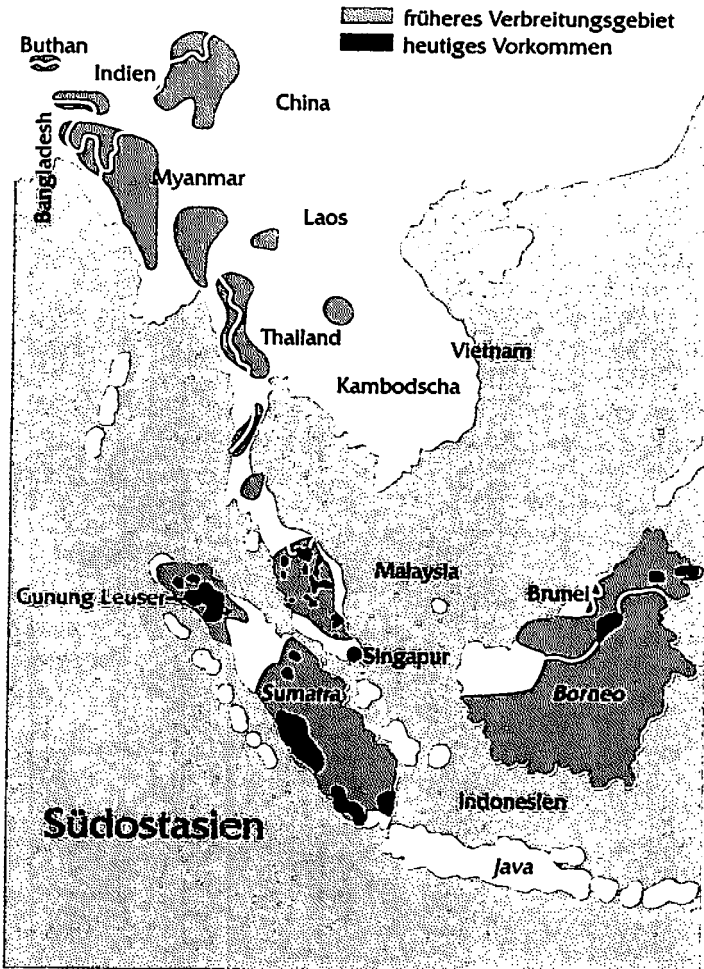 früheres Verbreitungsgebiet
heutiges Vorkommen
Buthan
Indien
China
Bangladesh
Myanmar
Laos
Thailand
Vietnam
Kambodscha
Malaysia
Gunung Leuser
Brunei
Singapur
Sumatra
Borneo
Indonesien
Südostasien
Java